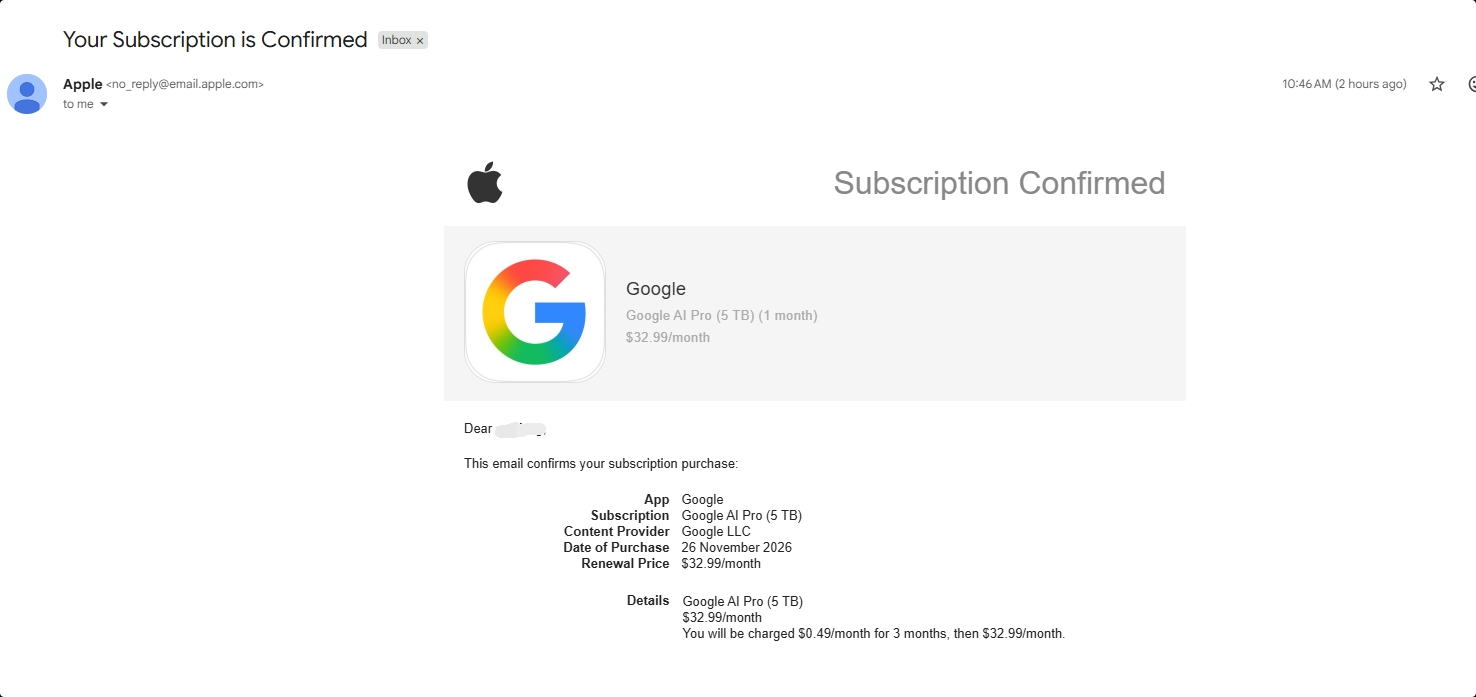 Your Subscription is Confirmed Inbox ×
Apple <no_reply@email.apple.com> 10:46 AM (2 hours ago)
to me
Subscription Confirmed
Google
Google AI Pro (5 TB) (1 month)
$32.99/month
Dear
This email confirms your subscription purchase:
App Google
Subscription Google AI Pro (5 TB)
Content Provider Google LLC
Date of Purchase 26 November 2026
Renewal Price $32.99/month
Details Google AI Pro (5 TB)
$32.99/month
You will be charged $0.49/month for 3 months, then $32.99/month.